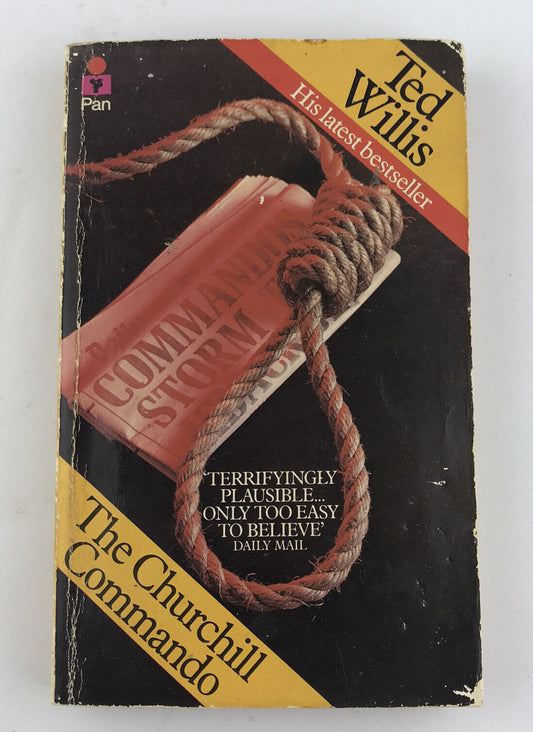 Pan
Ted
Willis
His latest bestseller
COMMANDOS
STORM
'TERRIFYINGLY
PLAUSIBLE...
ONLY TOO EASY
TO BELIEVE'
DAILY MAIL
The Churchill
Commando